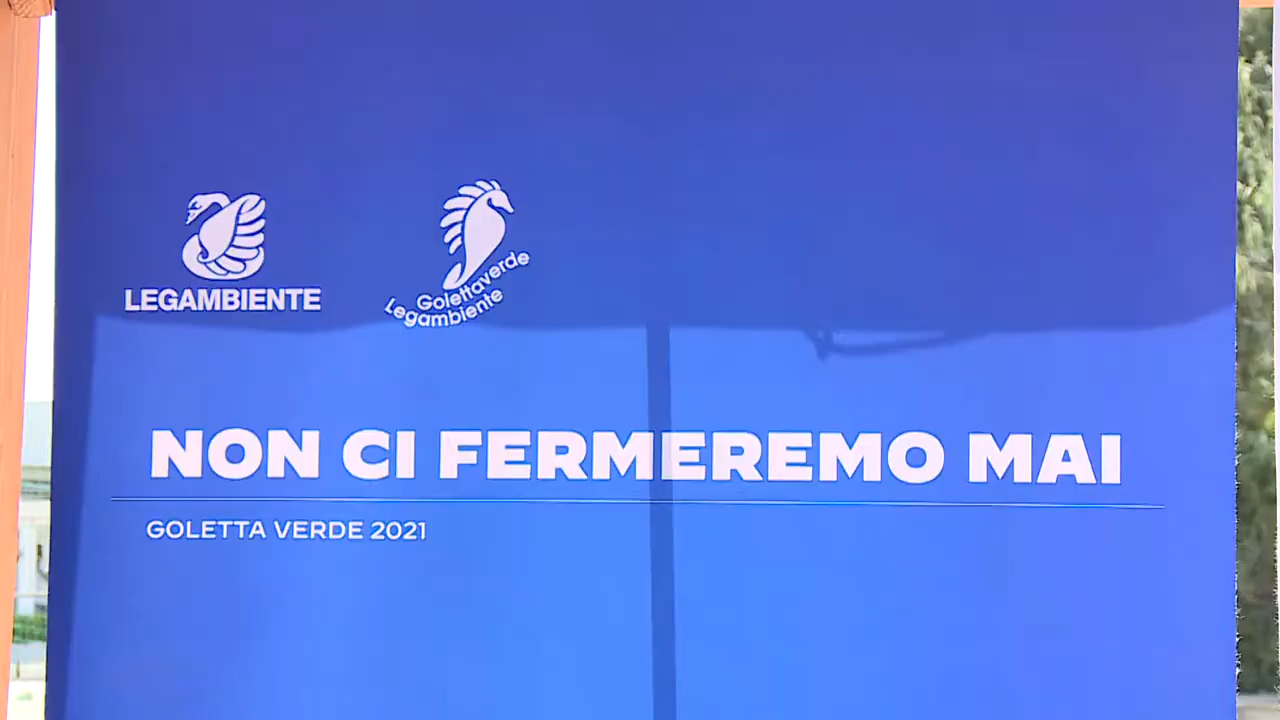 LEGAMBIENTE
Golettaverde
Legambiente
NON CI FERMEREMO MAI
GOLETTA VERDE 2021